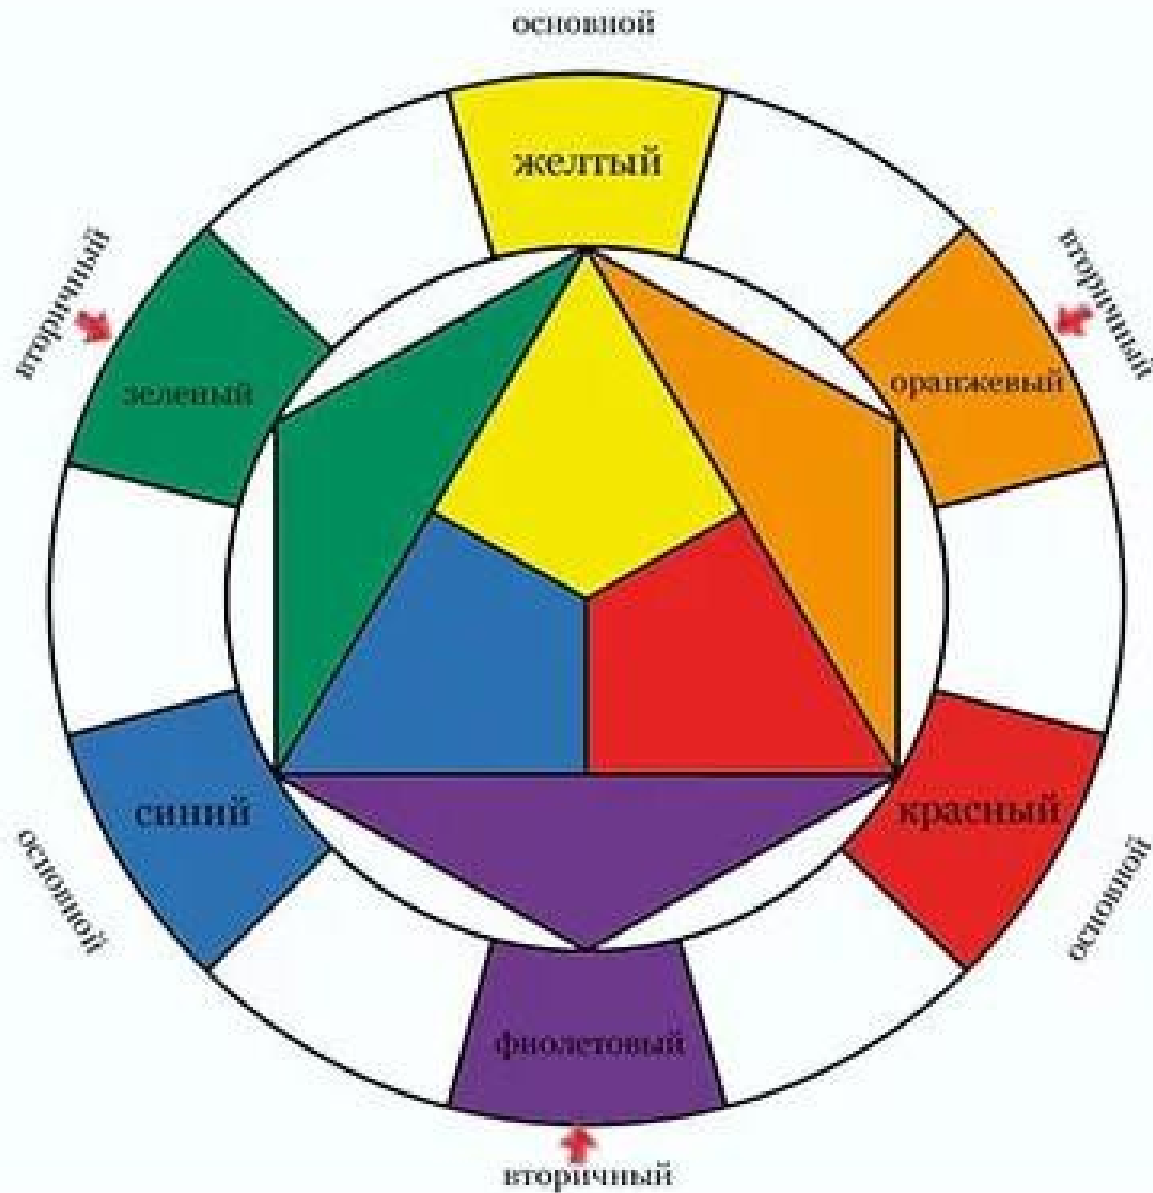 основной
желтый
вторичный
вторичный
зеленый
оранжевый
синий
красный
основной
основной
фиолетовый
вторичный